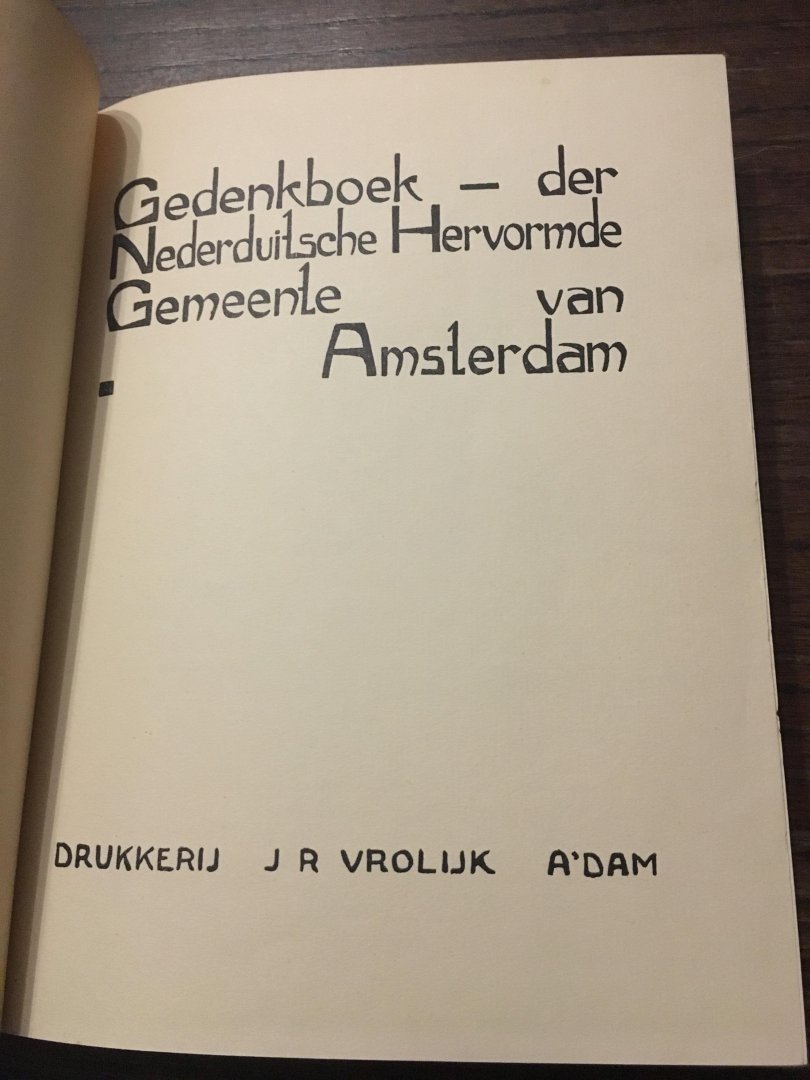 Gedenkboek – der
Nederduitsche Hervormde
Gemeente van
Amsterdam
DRUKKERIJ J R VROLIJK A'DAM